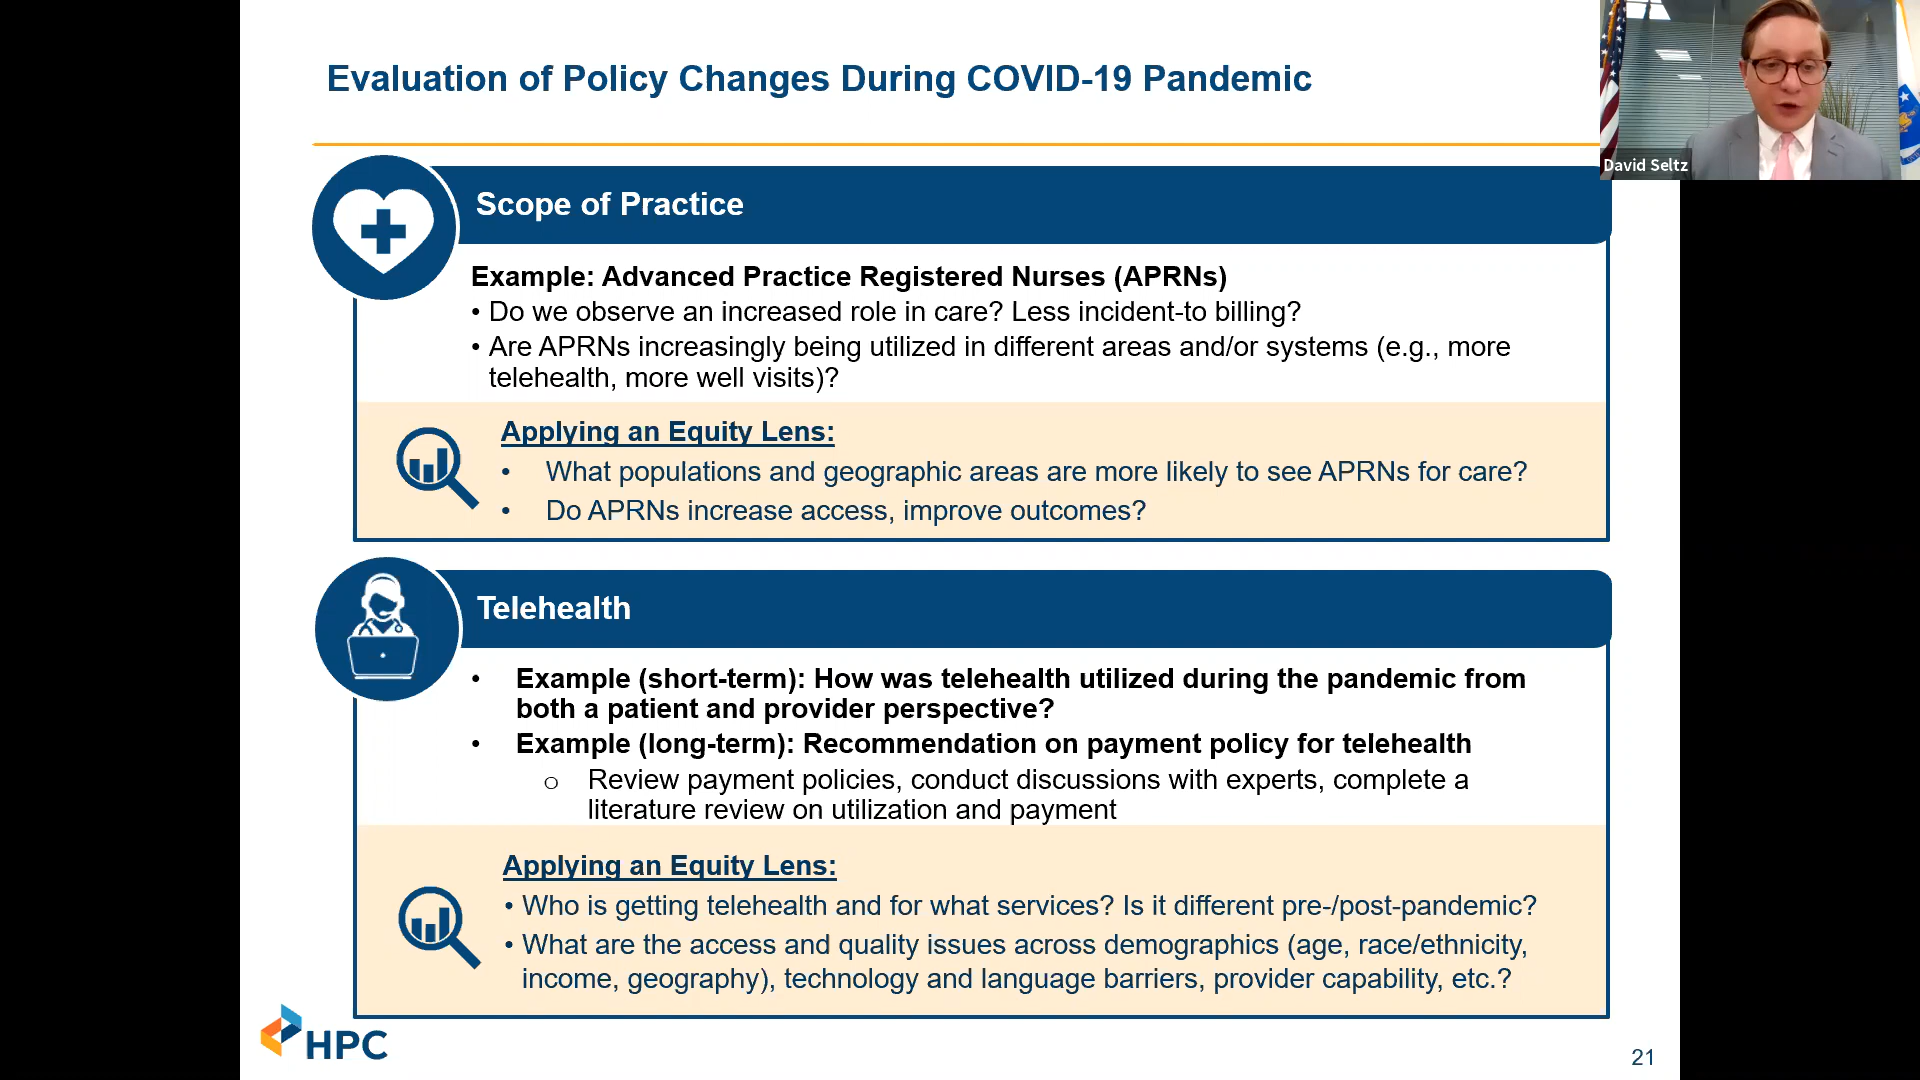 Evaluation of Policy Changes During COVID-19 Pandemic
David Seltz
Scope of Practice
Example: Advanced Practice Registered Nurses (APRNs)
• Do we observe an increased role in care? Less incident-to billing?
• Are APRNs increasingly being utilized in different areas and/or systems (e.g., more
telehealth, more well visits)?
Applying an Equity Lens:
• What populations and geographic areas are more likely to see APRNs for care?
• Do APRNs increase access, improve outcomes?
Telehealth
• Example (short-term): How was telehealth utilized during the pandemic from
both a patient and provider perspective?
• Example (long-term): Recommendation on payment policy for telehealth
o Review payment policies, conduct discussions with experts, complete a
literature review on utilization and payment
Applying an Equity Lens:
• Who is getting telehealth and for what services? Is it different pre-/post-pandemic?
• What are the access and quality issues across demographics (age, race/ethnicity,
income, geography), technology and language barriers, provider capability, etc.?
HPC
21